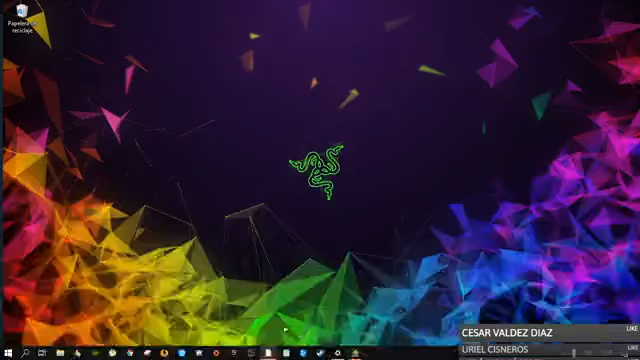 Papelera de
reciclaje
CESAR VALDEZ DIAZ
LIKE
URIEL CISNEROS
LIKE